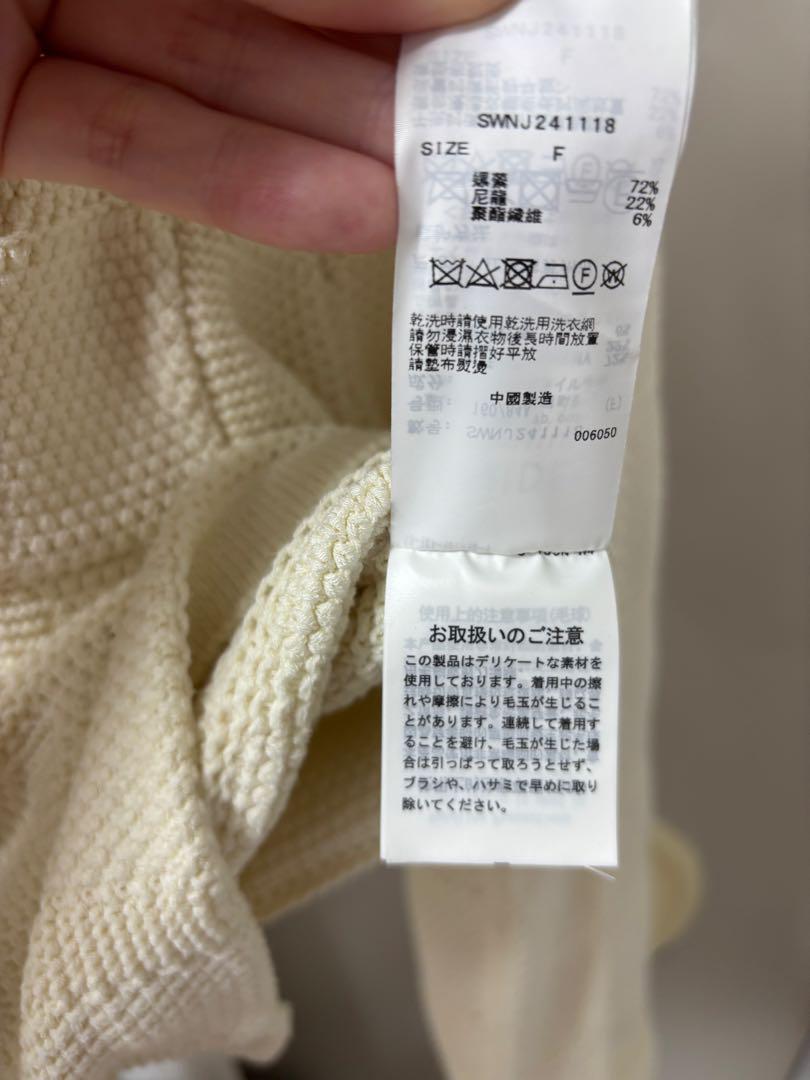 SWNJ241118
SIZE F
嫘縈 72%
尼龍 22%
聚酯纖維 6%
乾洗時請使用乾洗用洗衣網
請勿浸濕衣物後長時間放置
保管時請摺好平放
請墊布熨燙
中國製造
006050
お取扱いのご注意
この製品はデリケートな素材を
使用しております。着用中の擦
れや摩擦により毛玉が生じるこ
とがあります。連続して着用す
ることを避け、毛玉が生じた場
合は引っぱって取ろうとせず、
ブラシや、ハサミで早めに取り
除いてください。